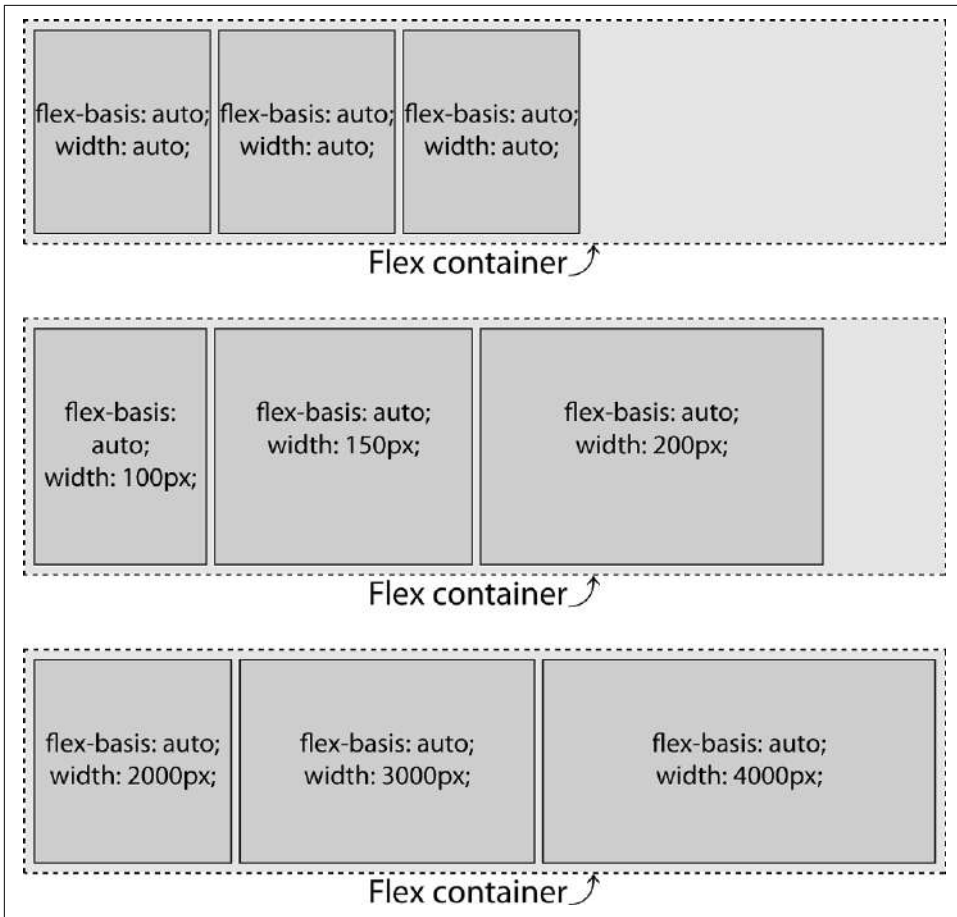 flex-basis: auto; flex-basis: auto; flex-basis: auto;
width: auto; width: auto; width: auto;
Flex container
flex-basis:
auto;
width: 100px;
flex-basis: auto;
width: 150px;
flex-basis: auto;
width: 200px;
Flex container
flex-basis: auto;
width: 2000px;
flex-basis: auto;
width: 3000px;
flex-basis: auto;
width: 4000px;
Flex container